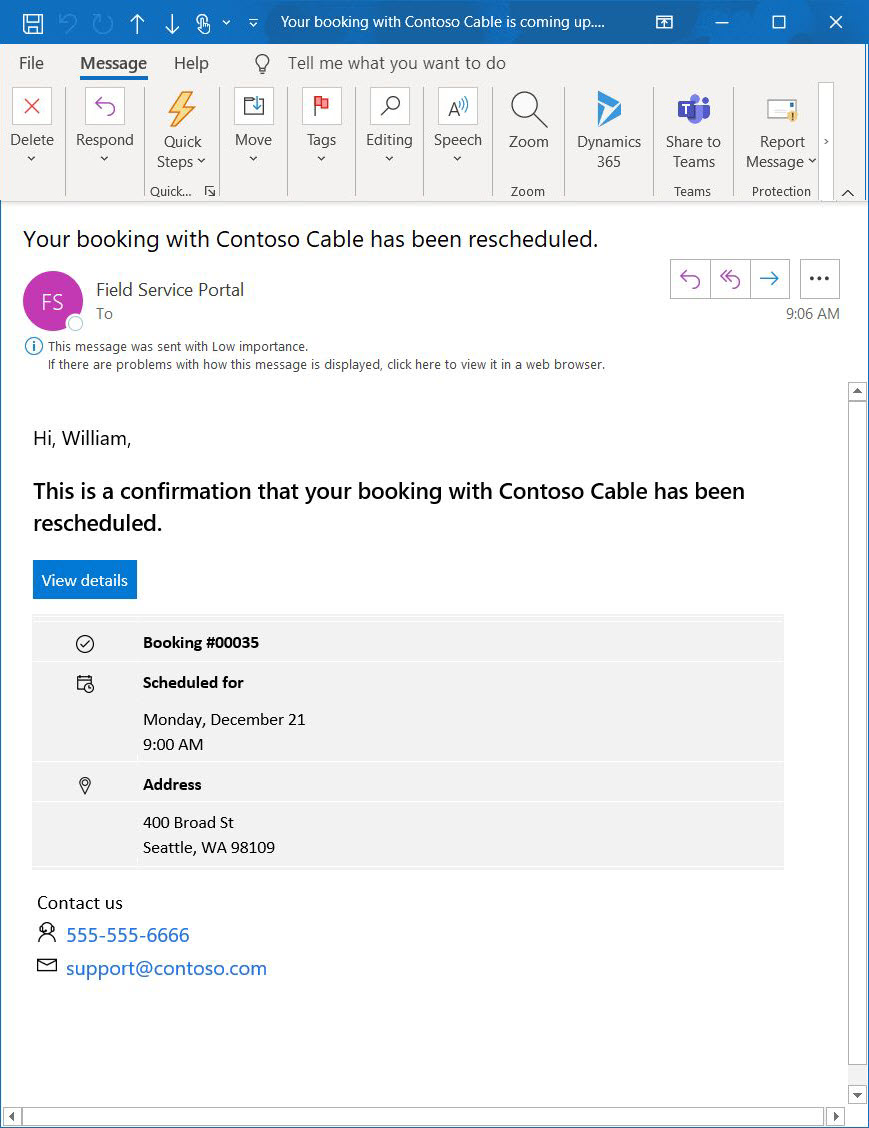 Your booking with Contoso Cable is coming up....
File Message Help Tell me what you want to do
Delete Respond Quick Steps Move Tags Editing Speech Zoom Dynamics 365 Share to Teams Report Message
Quick... Zoom Teams Protection
Your booking with Contoso Cable has been rescheduled.
FS
Field Service Portal
To
9:06 AM
This message was sent with Low importance.
If there are problems with how this message is displayed, click here to view it in a web browser.
Hi, William,
This is a confirmation that your booking with Contoso Cable has been
rescheduled.
View details
Booking #00035
Scheduled for
Monday, December 21
9:00 AM
Address
400 Broad St
Seattle, WA 98109
Contact us
555-555-6666
support@contoso.com